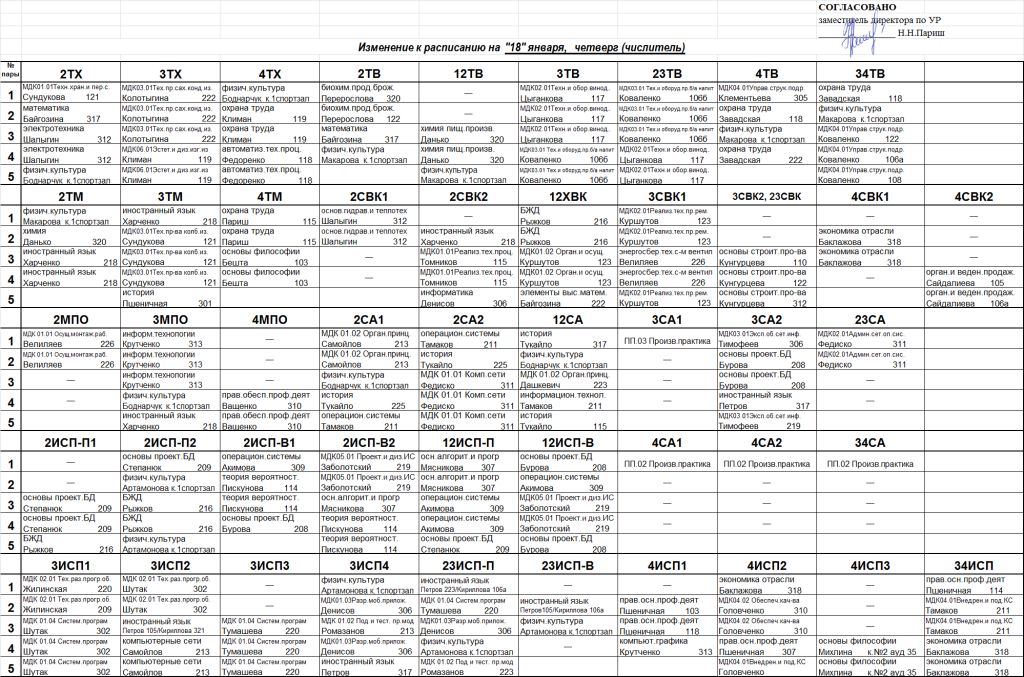 СОГЛАСОВАНО
заместитель директора по УР
Н.Н.Париш
Изменение к расписанию на "18" января, четверг (числитель)
№ пары 2ТХ 3ТХ 4ТХ 2ТВ 12ТВ 3ТВ 23ТВ 4ТВ 34ТВ
1 МДК01.01Техн.хран.и пер.с. МДК03.01Тех.пр.сах.конд.из. физич.культура биохим.прод.брож. — МДК02.01Техн.и обор.винод. МДК03.01 Тех.и оборуд.пр.б/а напит МДК04.01Управ.струк.подр. охрана труда
Сундукова 121 Колотыгина 222 Боднарчук к.1спортзал Переросл​ова 320 Цыганкова 117 Коваленко 106б Клементьева 305 Завадская 118
2 математика МДК03.01Тех.пр.сах.конд.из. охрана труда биохим.прод.брож. — МДК02.01Техн.и обор.винод. МДК03.01 Тех.и оборуд.пр.б/а напит охрана труда физич.культура
Байгозина 317 Колотыгина 222 Климан 119 Перерослова 122 Цыганкова 117 Коваленко 106б Завадская 118 Макарова к.1спортзал
3 электротехника МДК03.01Тех.пр.сах.конд.из. охрана труда математика химия пищ.произв. МДК02.01Техн.и обор.винод. МДК03.01 Тех.и оборуд.пр.б/а напит физич.культура МДК04.01Управ.струк.подр.
Шалыгин 312 Колотыгина 222 Климан 119 Байгозина 317 Данько 320 Цыганкова 117 Коваленко 106б Макарова к.1спортзал Коваленко 122
4 электротехника МДК06.01Эстет.и диз.изг.из автоматиз.тех.проц. физич.культура химия пищ.произв. МДК03.01 Тех.и оборуд.пр.б/а напит МДК02.01Техн.и обор.винод. охрана труда МДК04.01Управ.струк.подр.
Шалыгин 312 Климан 119 Федоренко 118 Макарова к.1спортзал Данько 320 Коваленко 106б Цыганкова 117 Завадская 222 Коваленко 106а
5 физич.культура МДК06.01Эстет.и диз.изг.из автоматиз.тех.проц. физич.культура МДК03.01 Тех.и оборуд.пр.б/а напит МДК02.01Техн.и обор.винод. МДК04.01Управ.струк.подр.
Боднарчук к.1спортзал Климан 119 Федоренко 118 Макарова к.1спортзал Коваленко 106б Цыганкова 117 Коваленко 108
2ТМ 3ТМ 4ТМ 2СВК1 2СВК2 12ХВК 3СВК1 3СВК2, 23СВК 4СВК1 4СВК2
1 физич.культура иностранный язык охрана труда основ.гидрав.и теплотех — БЖД МДК02.01Реализ.тех.пр.рем. — —
Макарова к.1спортзал Харченко 218 Париш 115 Шалыгин 312 Рыжков 216 Куршутов 123
2 химия МДК03.01Тех.пр-ва колб.из. охрана труда основ.гидрав.и теплотех иностранный язык БЖД МДК02.01Реализ.тех.пр.рем. — экономика отрасли
Данько 320 Сундукова 121 Париш 115 Шалыгин 312 Харченко 218 Рыжков 216 Куршутов 123 Баклажова 318
3 иностранный язык МДК03.01Тех.пр-ва колб.из. основы философии — МДК01.01Реализ.тех.проц. МДК01.02 Орган.и осущ. энергосбер.тех.с-м вентил основы строит.про-ва экономика отрасли —
Харченко 218 Сундукова 121 Бешта 103 Томников 115 Куршутов 123 Велиляев 226 Кунгурцева 110 Баклажова 318
4 иностранный язык МДК03.01Тех.пр-ва колб.из. основы философии — МДК01.01Реализ.тех.проц. МДК01.02 Орган.и осущ. энергосбер.тех.с-м вентил основы строит.про-ва — орган.и веден.продаж.
Харченко 218 Сундукова 121 Бешта 103 Томников 115 Куршутов 123 Велиляев 226 Кунгурцева 122 Сайдалиева 105
5 история информатика элементы выс.матем. МДК02.01Реализ.тех.пр.рем. основы строит.про-ва орган.и веден.продаж.
Пшеничная 301 Денисов 306 Байгозина 222 Куршутов 123 Кунгурцева 312 Сайдалиева 106а
2МПО 3МПО 4МПО 2СА1 2СА2 12СА 3СА1 3СА2 23СА
1 МДК 01.01 Осущ.монтаж.раб. информ.технологии — МДК 01.02 Орган.принц. операцион.системы история ПП.03 Произв.практика МДК03.01Эксп.об.сет.инф. МДК02.01Админ.сет.оп.сис.
Велиляев 226 Крутченко 313 Самойлов 213 Тамаков 211 Тукайло 317 Тимофеев 306 Федиско 311
2 МДК 01.01 Осущ.монтаж.раб. информ.технологии — МДК 01.02 Орган.принц. история физич.культура — основы проект.БД МДК02.01Админ.сет.оп.сис.
Велиляев 226 Крутченко 313 Самойлов 213 Тукайло 225 Боднарчук к.1спортзал Бурова 208 Федиско 311
3 — информ.технологии — физич.культура МДК 01.01 Комп.сети МДК 01.02 Орган.принц. — основы проект.БД —
Крутченко 313 Боднарчук к.1спортзал Федиско 311 Дашкевич 223 Бурова 208
4 — физич.культура прав.обесп.проф.деят история МДК 01.01 Комп.сети информацион.технол. — иностранный язык —
Боднарчук к.1спортзал Ващенко 310 Тукайло 225 Федиско 311 Тамаков 211 Петров 317
5 иностранный язык прав.обесп.проф.деят операцион.системы МДК 01.01 Комп.сети история МДК03.01Эксп.об.сет.инф.
Харченко 218 Ващенко 310 Тамаков 211 Федиско 311 Тукайло 115 Тимофеев 219
2ИСП-П1 2ИСП-П2 2ИСП-В1 2ИСП-В2 12ИСП-П 12ИСП-В 4СА1 4СА2 34СА
1 — основы проект.БД операцион.системы МДК05.01 Проект.и диз.ИС осн.алгорит.и прогр основы проект.БД ПП.02 Произв.практика ПП.02 Произв.практика ПП.02 Произв.практика
Степанюк 209 Акимова 309 Заболотский 219 Мясникова 307 Бурова 208
2 — физич.культура теория вероятност. МДК05.01 Проект.и диз.ИС осн.алгорит.и прогр операцион.системы — — —
Артамонова к.1спортзал Пискунова 114 Заболотский 219 Мясникова 307 Акимова 309
3 основы проект.БД БЖД теория вероятност. осн.алгорит.и прогр операцион.системы МДК05.01 Проект.и диз.ИС — — —
Степанюк 209 Рыжков 216 Пискунова 114 Мясникова 307 Акимова 309 Заболотский 219
4 основы проект.БД БЖД основы проект.БД теория вероятност. операцион.системы МДК05.01 Проект.и диз.ИС — — —
Степанюк 209 Рыжков 216 Бурова 208 Пискунова 114 Акимова 309 Заболотский 219
5 БЖД физич.культура теория вероятност. основы проект.БД основы проект.БД
Рыжков 216 Артамонова к.1спортзал Пискунова 114 Степанюк 209 Бурова 208
3ИСП1 3ИСП2 3ИСП3 3ИСП4 23ИСП-П 23ИСП-В 4ИСП1 4ИСП2 4ИСП3 34ИСП
1 МДК 02.01 Тех.раз.прогр.об. МДК 02.01 Тех.раз.прогр.об. — физич.культура иностранный язык — — экономика отрасли — прав.осн.проф.деят
Жилинская 220 Шутак 302 Артамонова к.1спортзал Петров 223/Кириллова 106а Баклажова 318 Пшеничная 114
2 МДК 02.01 Тех.раз.прогр.об. МДК 02.01 Тех.раз.прогр.об. — МДК01.03Разр.моб.прилож. МДК 01.04 Систем.програм иностранный язык прав.осн.проф.деят МДК04.02 Обеспеч.кач-ва — МДК04.01Внедрен.и под.КС
Жилинская 209 Шутак 302 Денисов 306 Тумашева 220 Петров105/Кириллова 106а Пшеничная 103 Головченко 310 Тамаков 211
3 МДК 01.04 Систем.програм иностранный язык МДК 01.04 Систем.програм МДК 02.02 Под.и тест. пр.мод МДК01.03Разр.моб.прилож. физич.культура прав.осн.проф.деят МДК04.02 Обеспеч.кач-ва — МДК04.01Внедрен.и под.КС
Шутак 302 Петров 105/Кириллова 321 Тумашева 220 Ромазанов 213 Денисов 306 Артамонова к.1спортзал Пшеничная 118 Головченко 310 Тамаков 211
4 МДК 01.04 Систем.програм компьютерные сети МДК 01.04 Систем.програм МДК01.03Разр.моб.прилож. физич.культура — компьют.графика прав.осн.проф.деят основы философии экономика отрасли
Шутак 302 Самойлов 213 Тумашева 220 Денисов 306 Артамонова к.1спортзал Крутченко 313 Пшеничная 307 Михлина к.№2 ауд 35 Баклажова 318
5 МДК 01.04 Систем.програм компьютерные сети МДК 01.04 Систем.програм иностранный язык МДК 02.02 Под.и тест. пр.мод МДК04.01Внедрен.и под.КС основы философии экономика отрасли
Шутак 302 Самойлов 213 Тумашева 220 Петров 317 Ромазанов 223 Головченко Михлина к.№2 ауд 35 Баклажова 318